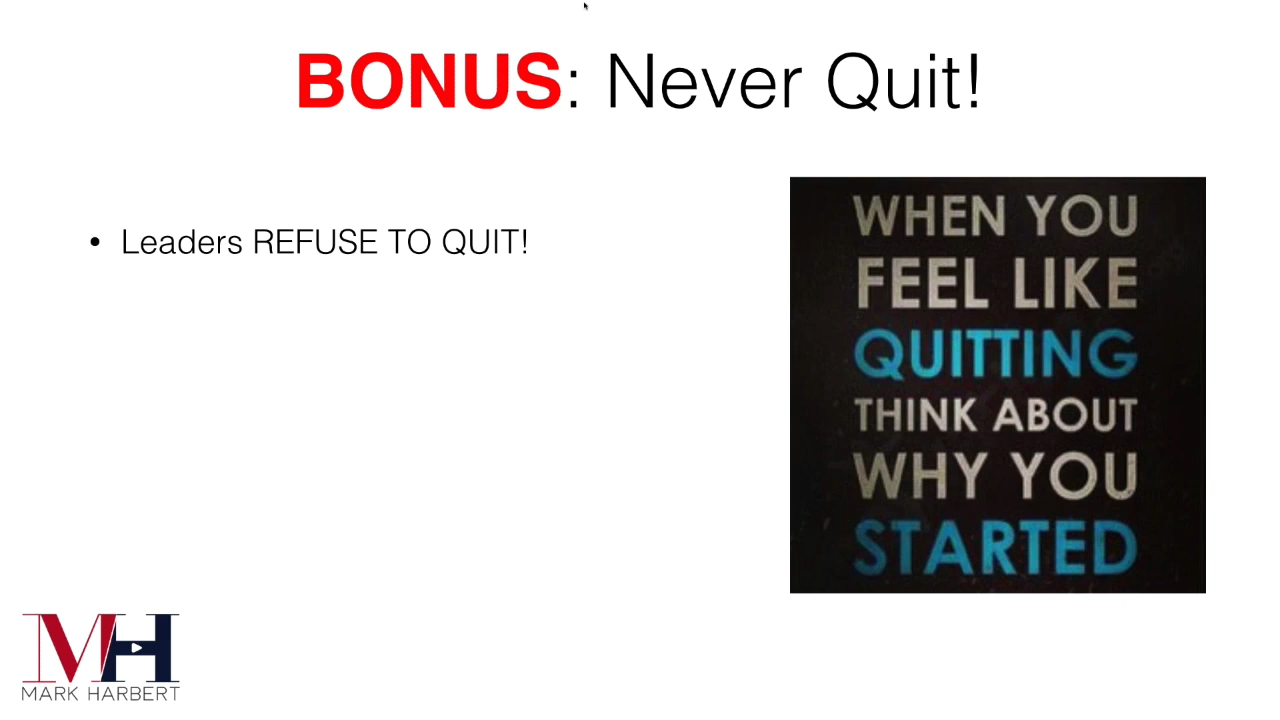 BONUS: Never Quit!
• Leaders REFUSE TO QUIT!
WHEN YOU
FEEL LIKE
QUITTING
THINK ABOUT
WHY YOU
STARTED
MH
MARK HARBERT